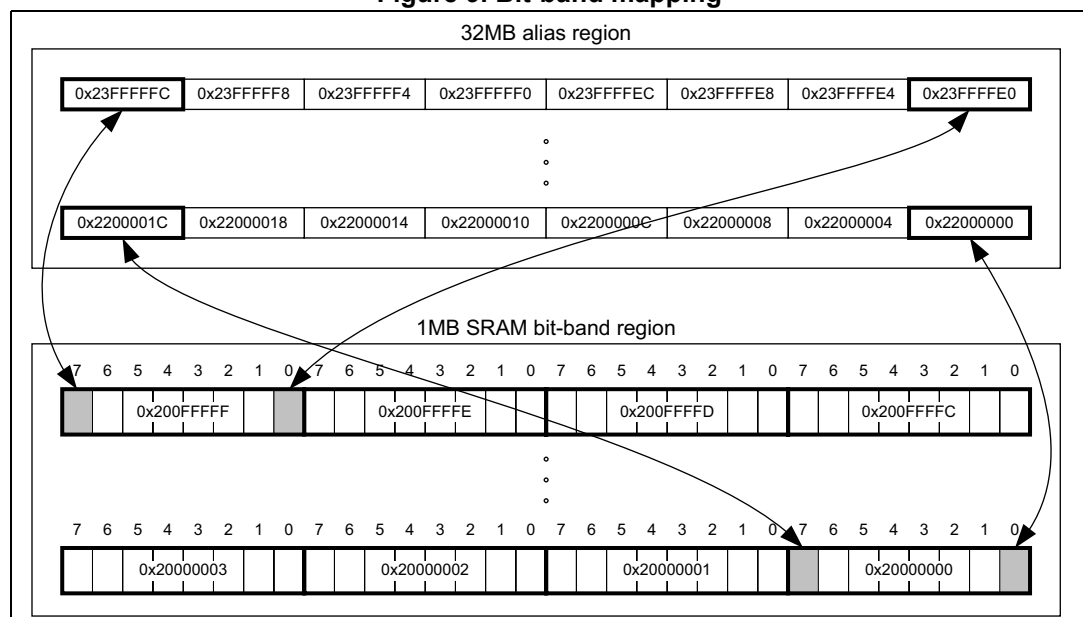 Bit-band mapping
32MB alias region
0x23FFFFFC 0x23FFFFF8 0x23FFFFF4 0x23FFFFF0 0x23FFFFEC 0x23FFFFE8 0x23FFFFE4 0x23FFFFE0
0x2200001C 0x22000018 0x22000014 0x22000010 0x2200000C 0x22000008 0x22000004 0x22000000
1MB SRAM bit-band region
7 6 5 4 3 2 1 0 7 6 5 4 3 2 1 0 7 6 5 4 3 2 1 0 7 6 5 4 3 2 1 0
0x200FFFFF 0x200FFFFE 0x200FFFFD 0x200FFFFC
7 6 5 4 3 2 1 0 7 6 5 4 3 2 1 0 7 6 5 4 3 2 1 0 7 6 5 4 3 2 1 0
0x20000003 0x20000002 0x20000001 0x20000000